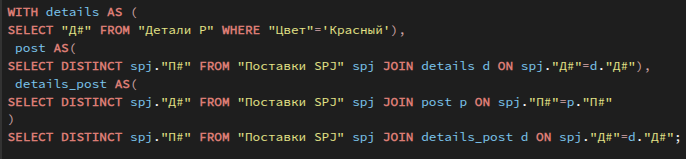 WITH details AS (
SELECT "Д#" FROM "Детали P" WHERE "Цвет"='Красный'),
post AS(
SELECT DISTINCT spj."П#" FROM "Поставки SPJ" spj JOIN details d ON spj."Д#"=d."Д#"),
details_post AS(
SELECT DISTINCT spj."Д#" FROM "Поставки SPJ" spj JOIN post p ON spj."П#"=p."П#"
)
SELECT DISTINCT spj."П#" FROM "Поставки SPJ" spj JOIN details_post d ON spj."Д#"=d."Д#";